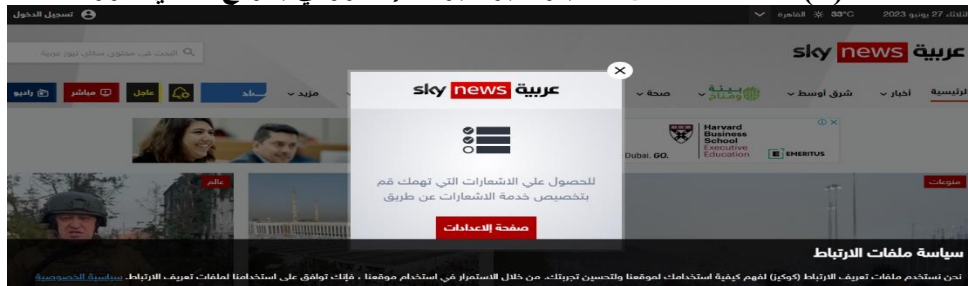 الثلاثاء 27 يونيو 2023
33°C القاهرة
تسجيل الدخول
sky news عربية
البحث في محتوى سكاي نيوز عربية
الرئيسية
أخبار
شرق أوسط
بيئة ومناخ
صحة
مزيد
عاجل
مباشر
راديو
sky news عربية
للحصول علي الاشعارات التي تهمك قم
بتخصيص خدمة الاشعارات عن طريق
صفحة الإعدادات
Dubai. GO.
Harvard
Business
School
Executive
Education
EMERITUS
منوعات
عالم
سياسة ملفات الارتباط
نحن نستخدم ملفات تعريف الارتباط (كوكيز) لفهم كيفية استخدامك لموقعنا ولتحسين تجربتك. من خلال الاستمرار في استخدام موقعنا ، فإنك توافق على استخدامنا لملفات تعريف الارتباط. سياسية الخصوصية